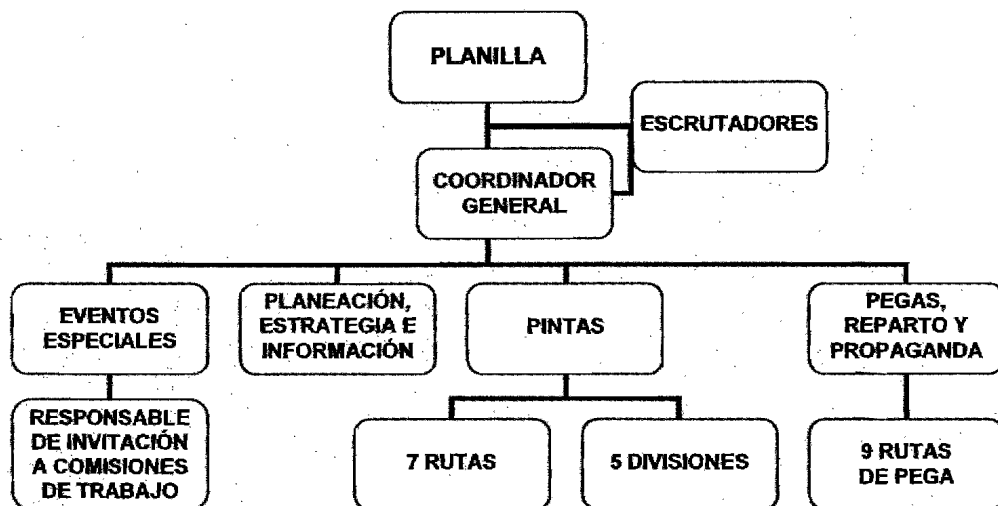 PLANILLA
ESCRUTADORES
COORDINADOR
GENERAL
EVENTOS
ESPECIALES
PLANEACIÓN,
ESTRATEGIA E
INFORMACIÓN
PINTAS
PEGAS,
REPARTO Y
PROPAGANDA
RESPONSABLE
DE INVITACIÓN
A COMISIONES
DE TRABAJO
7 RUTAS
5 DIVISIONES
9 RUTAS
DE PEGA